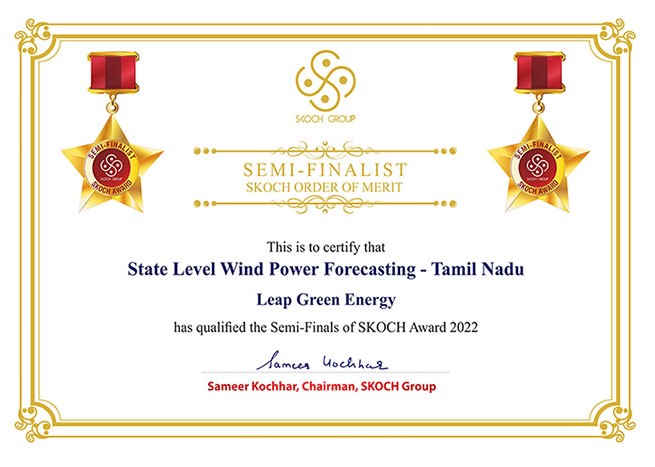 SKOCH GROUP
SEMI-FINALIST
SKOCH GROUP
SKOCH AWARD
SEMI-FINALIST
SKOCH GROUP
SKOCH AWARD
SEMI-FINALIST
SKOCH ORDER OF MERIT
This is to certify that
State Level Wind Power Forecasting - Tamil Nadu
Leap Green Energy
has qualified the Semi-Finals of SKOCH Award 2022
Sameer Kochhar
Sameer Kochhar, Chairman, SKOCH Group